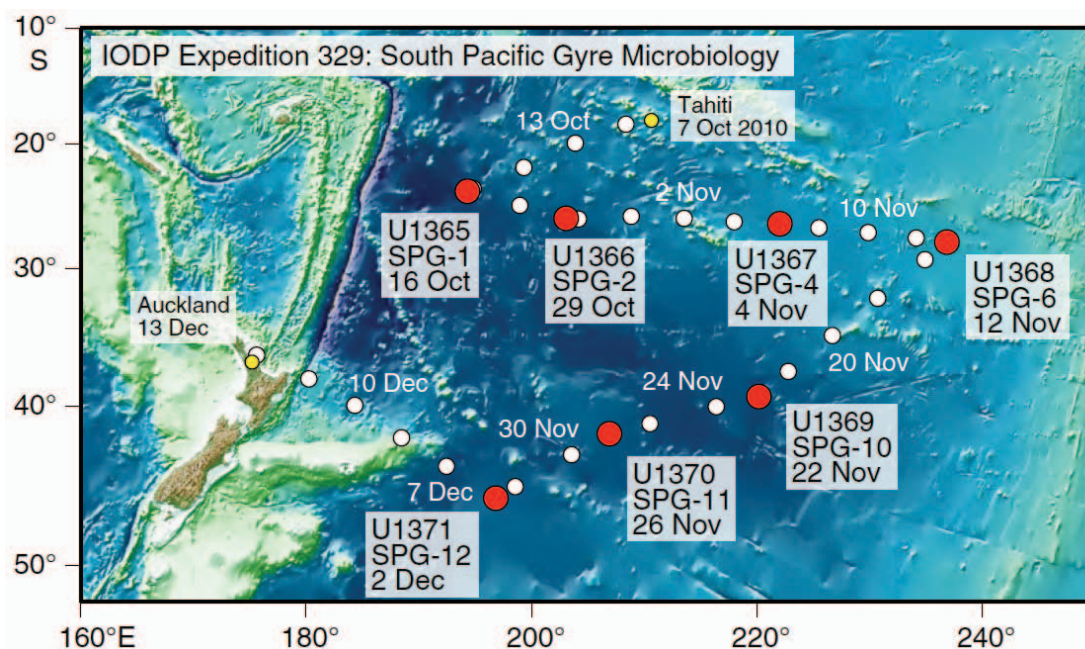 10°
S
IODP Expedition 329: South Pacific Gyre Microbiology
Tahiti
7 Oct 2010
13 Oct
20°
2 Nov
10 Nov
U1365
SPG-1
16 Oct
U1366
SPG-2
29 Oct
U1367
SPG-4
4 Nov
U1368
SPG-6
12 Nov
30°
Auckland
13 Dec
20 Nov
10 Dec
24 Nov
40°
30 Nov
U1369
SPG-10
22 Nov
7 Dec
U1370
SPG-11
26 Nov
U1371
SPG-12
2 Dec
50°
160°E
180°
200°
220°
240°